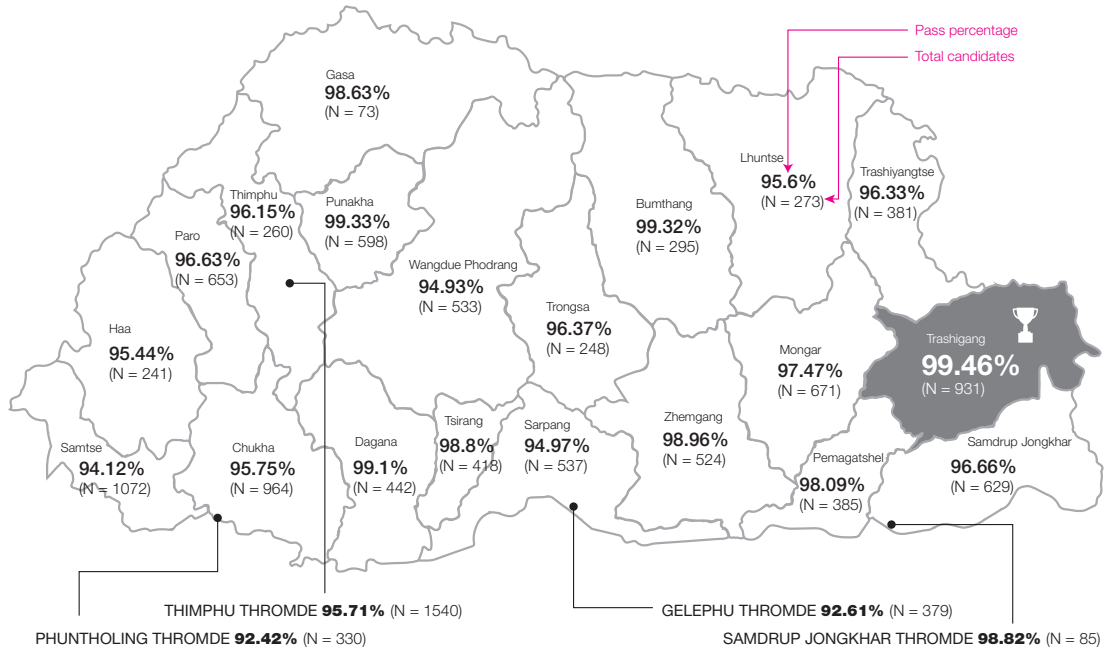 Pass percentage
Total candidates
Gasa
98.63%
(N = 73)
Lhuntse
95.6%
(N = 273)
Trashiyangtse
96.33%
(N = 381)
Thimphu
96.15%
(N = 260)
Punakha
99.33%
(N = 598)
Bumthang
99.32%
(N = 295)
Paro
96.63%
(N = 653)
Wangdue Phodrang
94.93%
(N = 533)
Trongsa
96.37%
(N = 248)
Haa
95.44%
(N = 241)
Mongar
97.47%
(N = 671)
Trashigang
99.46%
(N = 931)
Samtse
94.12%
(N = 1072)
Chukha
95.75%
(N = 964)
Dagana
99.1%
(N = 442)
Tsirang
98.8%
(N = 418)
Sarpang
94.97%
(N = 537)
Zhemgang
98.96%
(N = 524)
Pemagatshel
98.09%
(N = 385)
Samdrup Jongkhar
96.66%
(N = 629)
THIMPHU THROMDE 95.71% (N = 1540)
GELEPHU THROMDE 92.61% (N = 379)
PHUNTHOLING THROMDE 92.42% (N = 330)
SAMDRUP JONGKHAR THROMDE 98.82% (N = 85)